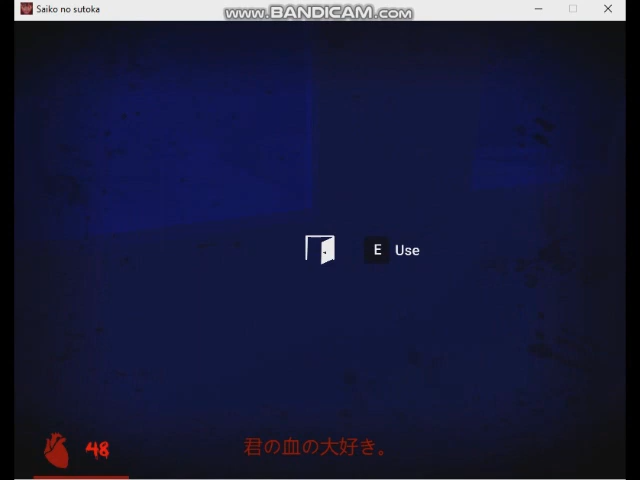 Saiko no sutoka
www.BANDICAM.com
E Use
48
君の血の大好き。